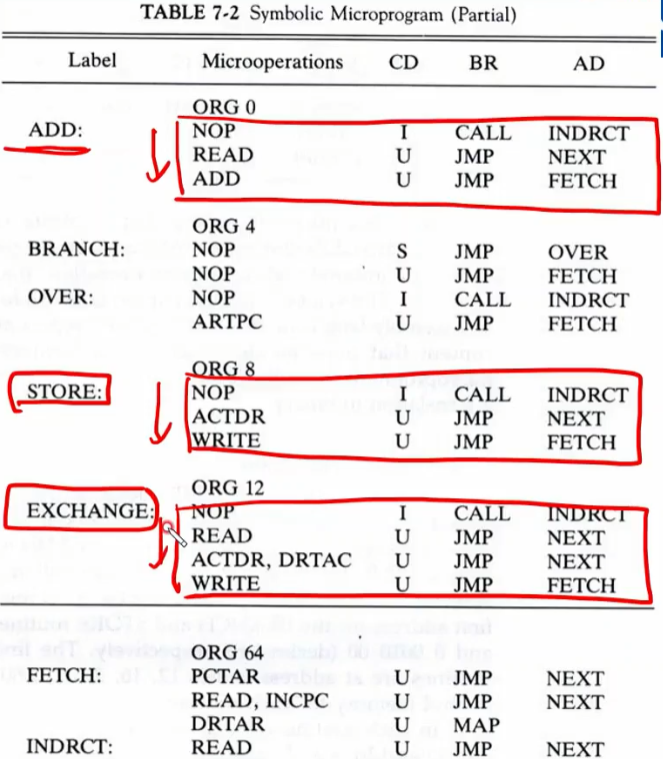 TABLE 7-2 Symbolic Microprogram (Partial)
Label Microoperations CD BR AD
ORG 0
ADD: NOP I CALL INDRCT
READ U JMP NEXT
ADD U JMP FETCH
ORG 4
BRANCH: NOP S JMP OVER
NOP U JMP FETCH
OVER: NOP I CALL INDRCT
ARTPC U JMP FETCH
ORG 8
STORE: NOP I CALL INDRCT
ACTDR U JMP NEXT
WRITE U JMP FETCH
ORG 12
EXCHANGE: NOP I CALL INDRCT
READ U JMP NEXT
ACTDR, DRTAC U JMP NEXT
WRITE U JMP FETCH
ORG 64
FETCH: PCTAR U JMP NEXT
READ, INCPC U JMP NEXT
DRTAR U MAP
INDRCT: READ U JMP NEXT